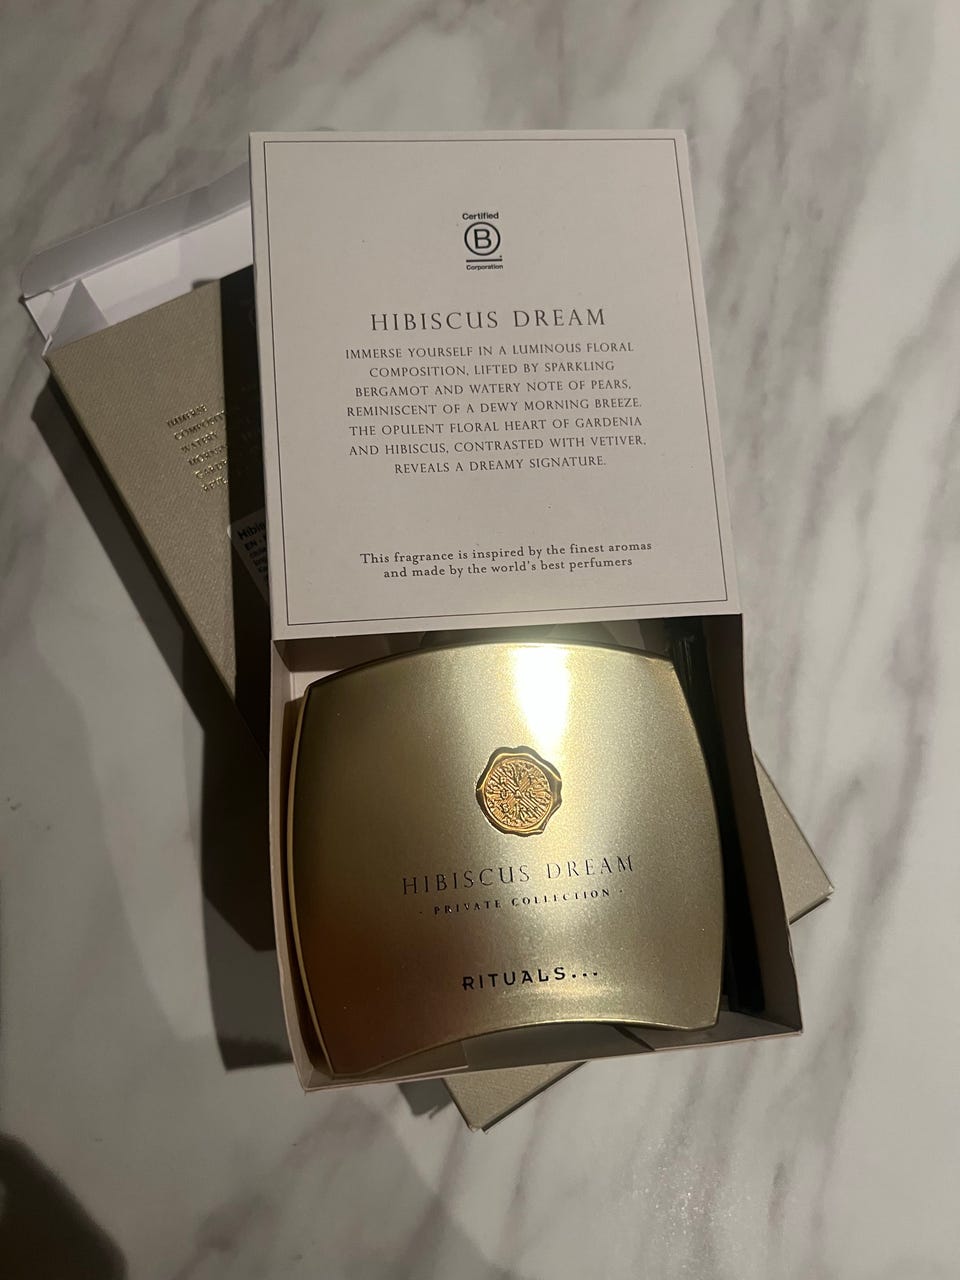 Certified
B
Corporation
HIBISCUS DREAM
IMMERSE YOURSELF IN A LUMINOUS FLORAL
COMPOSITION, LIFTED BY SPARKLING
BERGAMOT AND WATERY NOTE OF PEARS,
REMINISCENT OF A DEWY MORNING BREEZE.
THE OPULENT FLORAL HEART OF GARDENIA
AND HIBISCUS, CONTRASTED WITH VETIVER,
REVEALS A DREAMY SIGNATURE.
This fragrance is inspired by the finest aromas
and made by the world's best perfumers
HIBISCUS DREAM
· PRIVATE COLLECTION ·
RITUALS...
IMMERSE
WATERY
EN